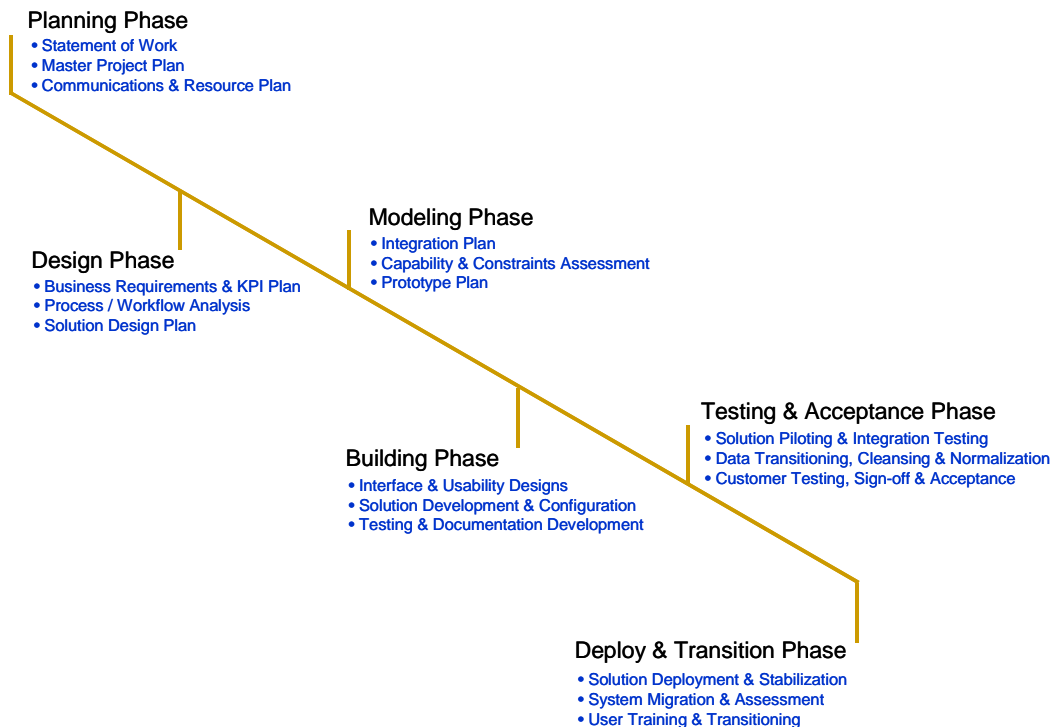 Planning Phase
• Statement of Work
• Master Project Plan
• Communications & Resource Plan
Design Phase
• Business Requirements & KPI Plan
• Process / Workflow Analysis
• Solution Design Plan
Modeling Phase
• Integration Plan
• Capability & Constraints Assessment
• Prototype Plan
Building Phase
• Interface & Usability Designs
• Solution Development & Configuration
• Testing & Documentation Development
Testing & Acceptance Phase
• Solution Piloting & Integration Testing
• Data Transitioning, Cleansing & Normalization
• Customer Testing, Sign-off & Acceptance
Deploy & Transition Phase
• Solution Deployment & Stabilization
• System Migration & Assessment
• User Training & Transitioning